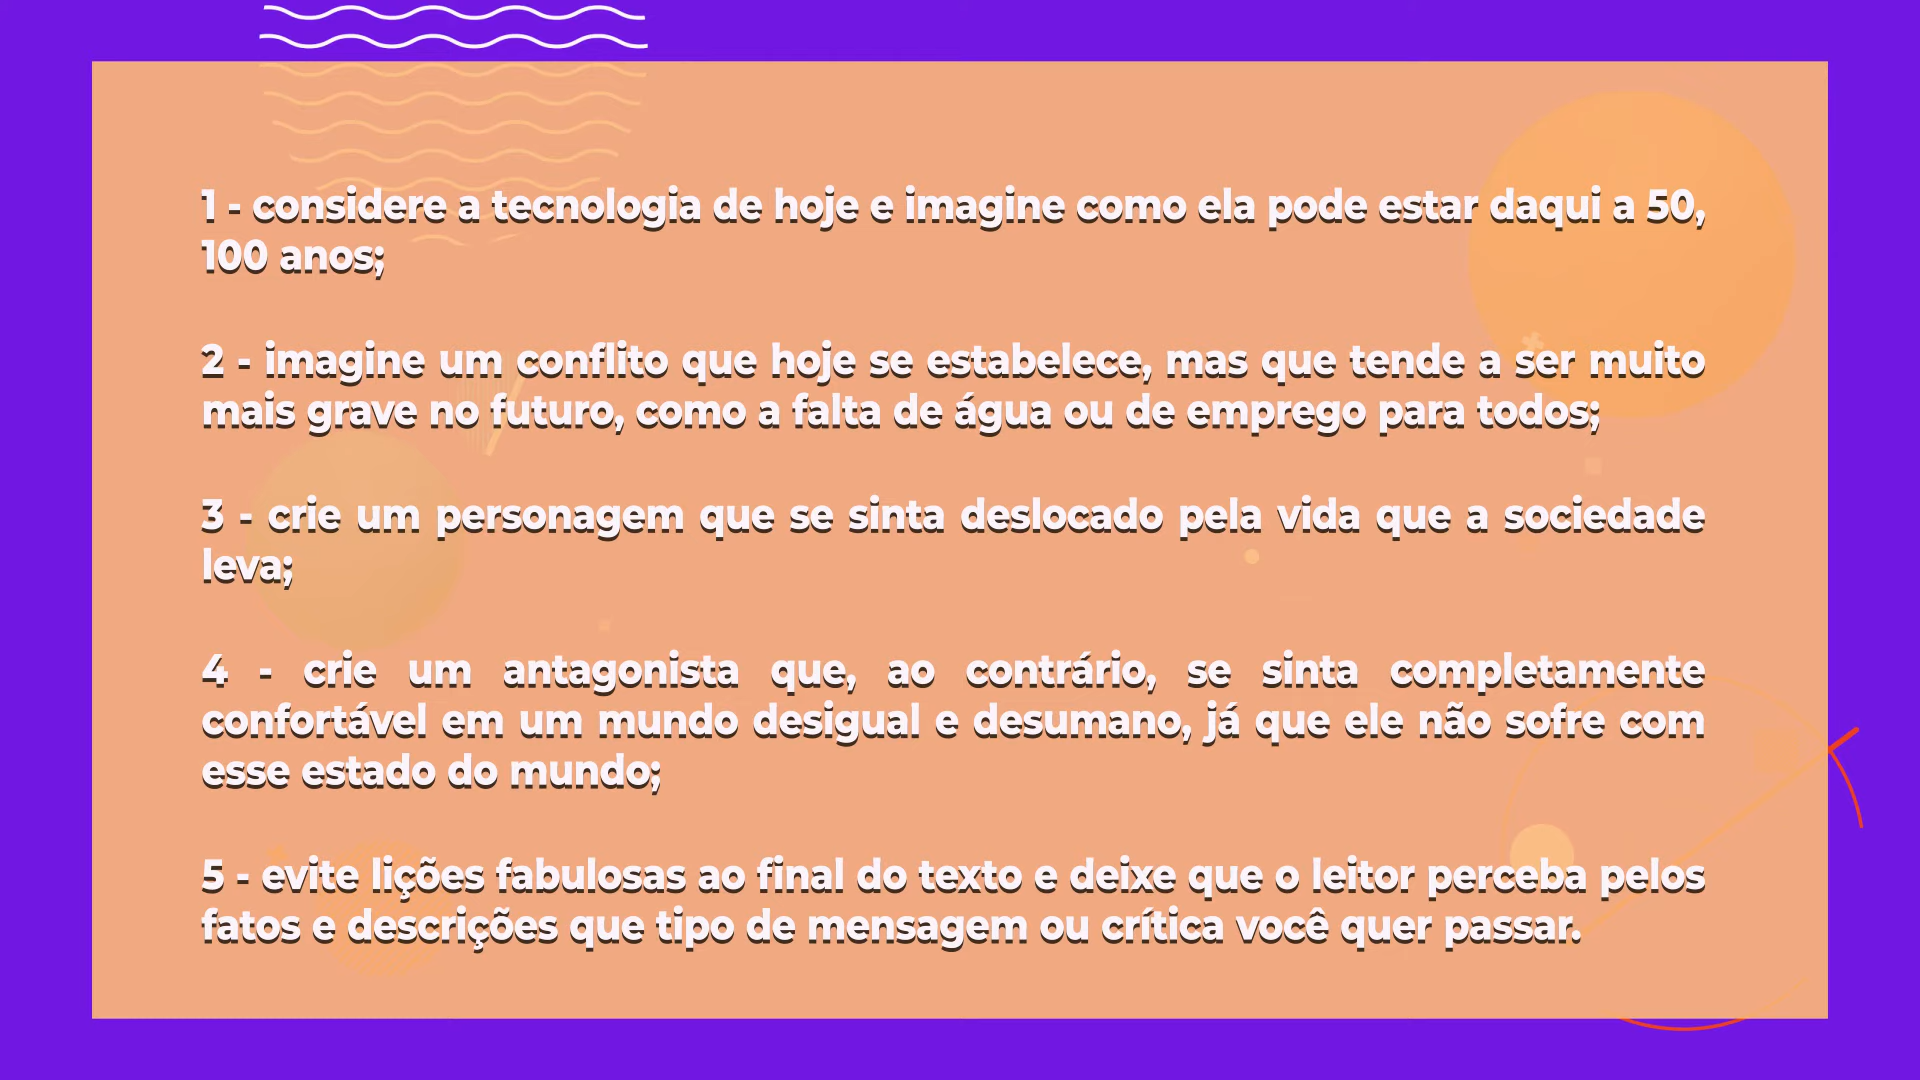 1 - considere a tecnologia de hoje e imagine como ela pode estar daqui a 50,
100 anos;
2 - imagine um conflito que hoje se estabelece, mas que tende a ser muito
mais grave no futuro, como a falta de água ou de emprego para todos;
3 - crie um personagem que se sinta deslocado pela vida que a sociedade
leva;
4 - crie um antagonista que, ao contrário, se sinta completamente
confortável em um mundo desigual e desumano, já que ele não sofre com
esse estado do mundo;
5 - evite lições fabulosas ao final do texto e deixe que o leitor perceba pelos
fatos e descrições que tipo de mensagem ou crítica você quer passar.